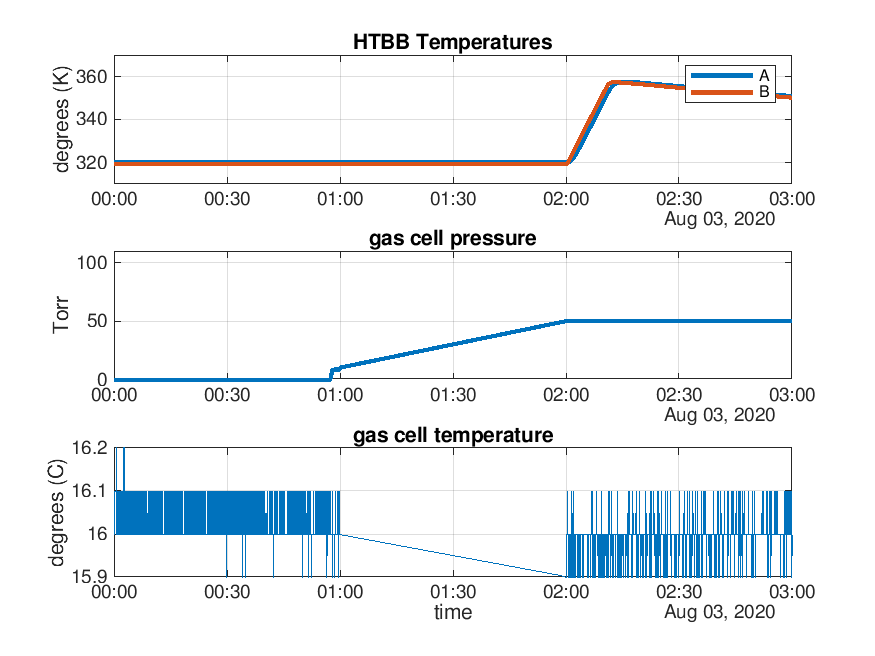 HTBB Temperatures
degrees (K)
360
340
320
A
B
00:00 00:30 01:00 01:30 02:00 02:30 03:00
Aug 03, 2020
gas cell pressure
Torr
100
50
0
00:00 00:30 01:00 01:30 02:00 02:30 03:00
Aug 03, 2020
gas cell temperature
degrees (C)
16.2
16.1
16
15.9
00:00 00:30 01:00 01:30 02:00 02:30 03:00
time
Aug 03, 2020